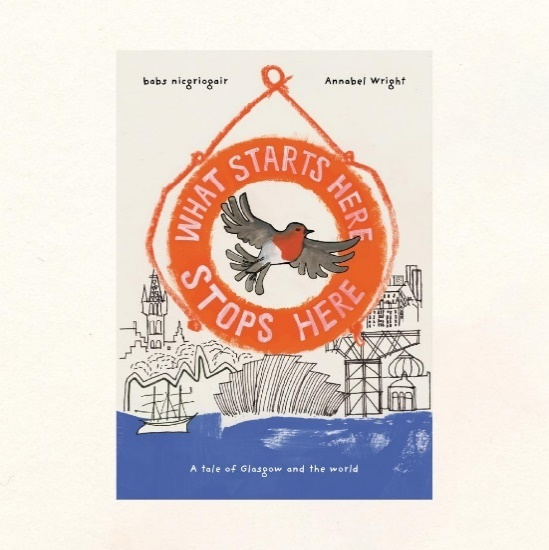 babs nicgriogair
Annabel Wright
WHAT STARTS HERE
STOPS HERE
A tale of Glasgow and the world